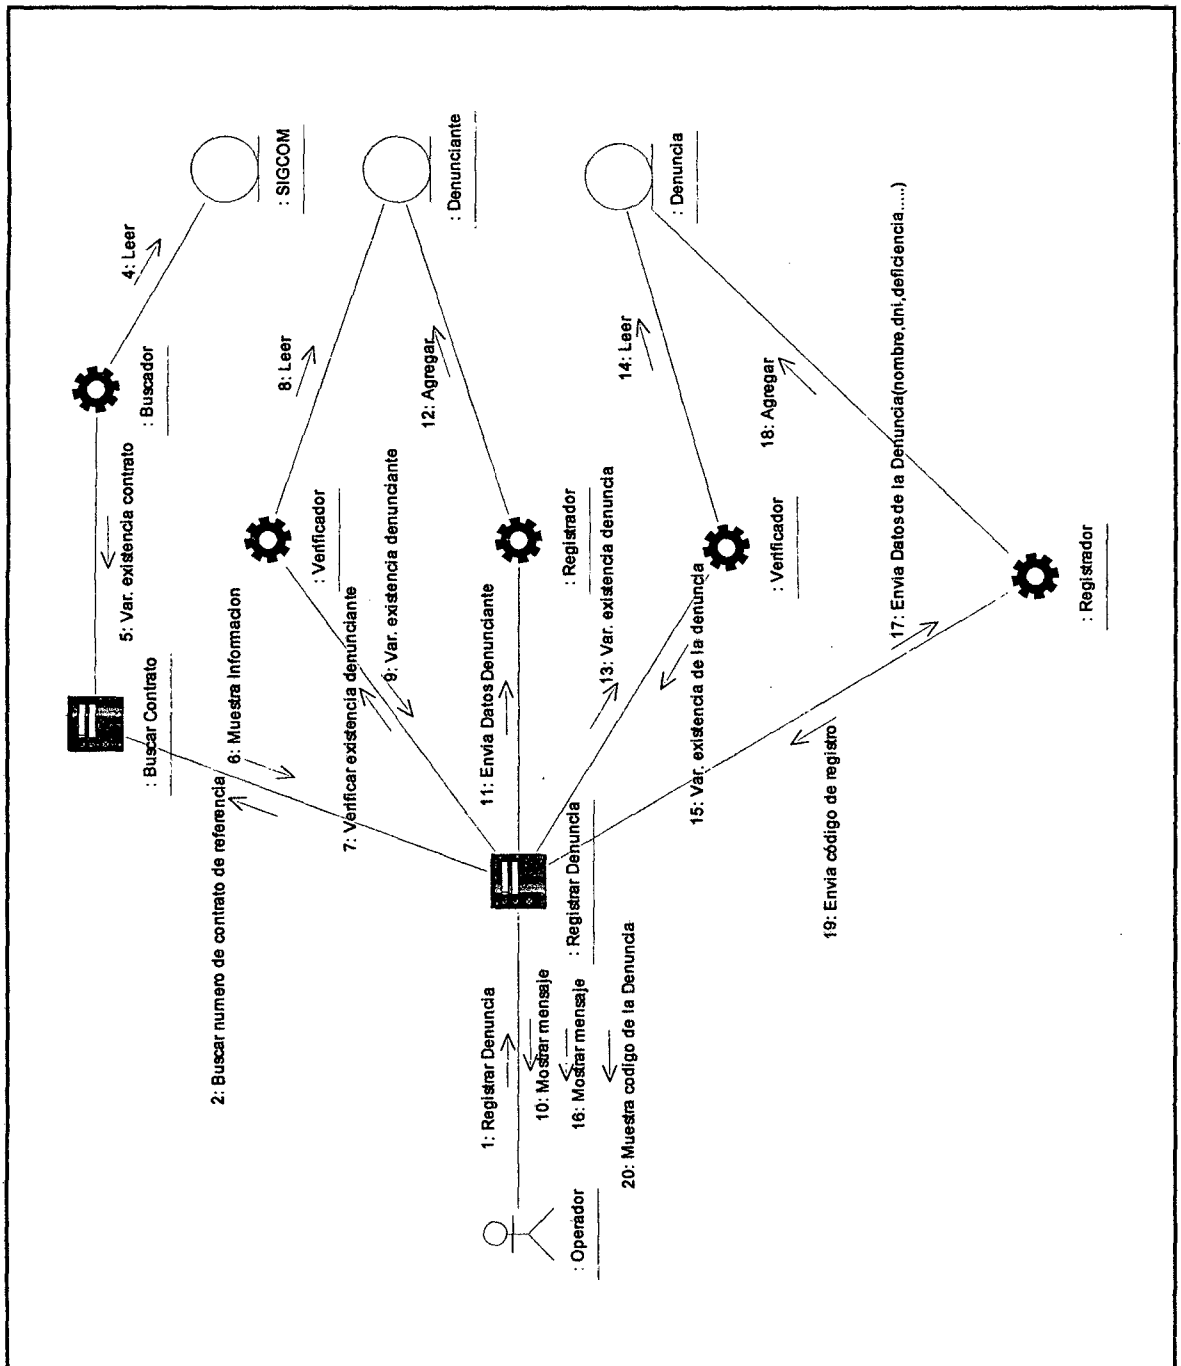 : SIGCOM
: Denunciante
: Denuncia
4: Leer
8: Leer
12: Agregar
14: Leer
18: Agregar
17: Envia Datos de la Denuncia(nombre,dni,deficiencia.....)
: Buscador
: Verificador
: Registrador
: Verificador
: Registrador
5: Var. existencia contrato
6: Muestra Informacion
9: Var. existencia denunciante
7: Verificar existencia denunciante
11: Envia Datos Denunciante
13: Var. existencia denuncia
15: Var. existencia de la denuncia
19: Envia código de registro
: Buscar Contrato
2: Buscar numero de contrato de referencia
: Registrar Denuncia
1: Registrar Denuncia
10: Mostrar mensaje
16: Mostrar mensaje
20: Muestra codigo de la Denuncia
: Operador